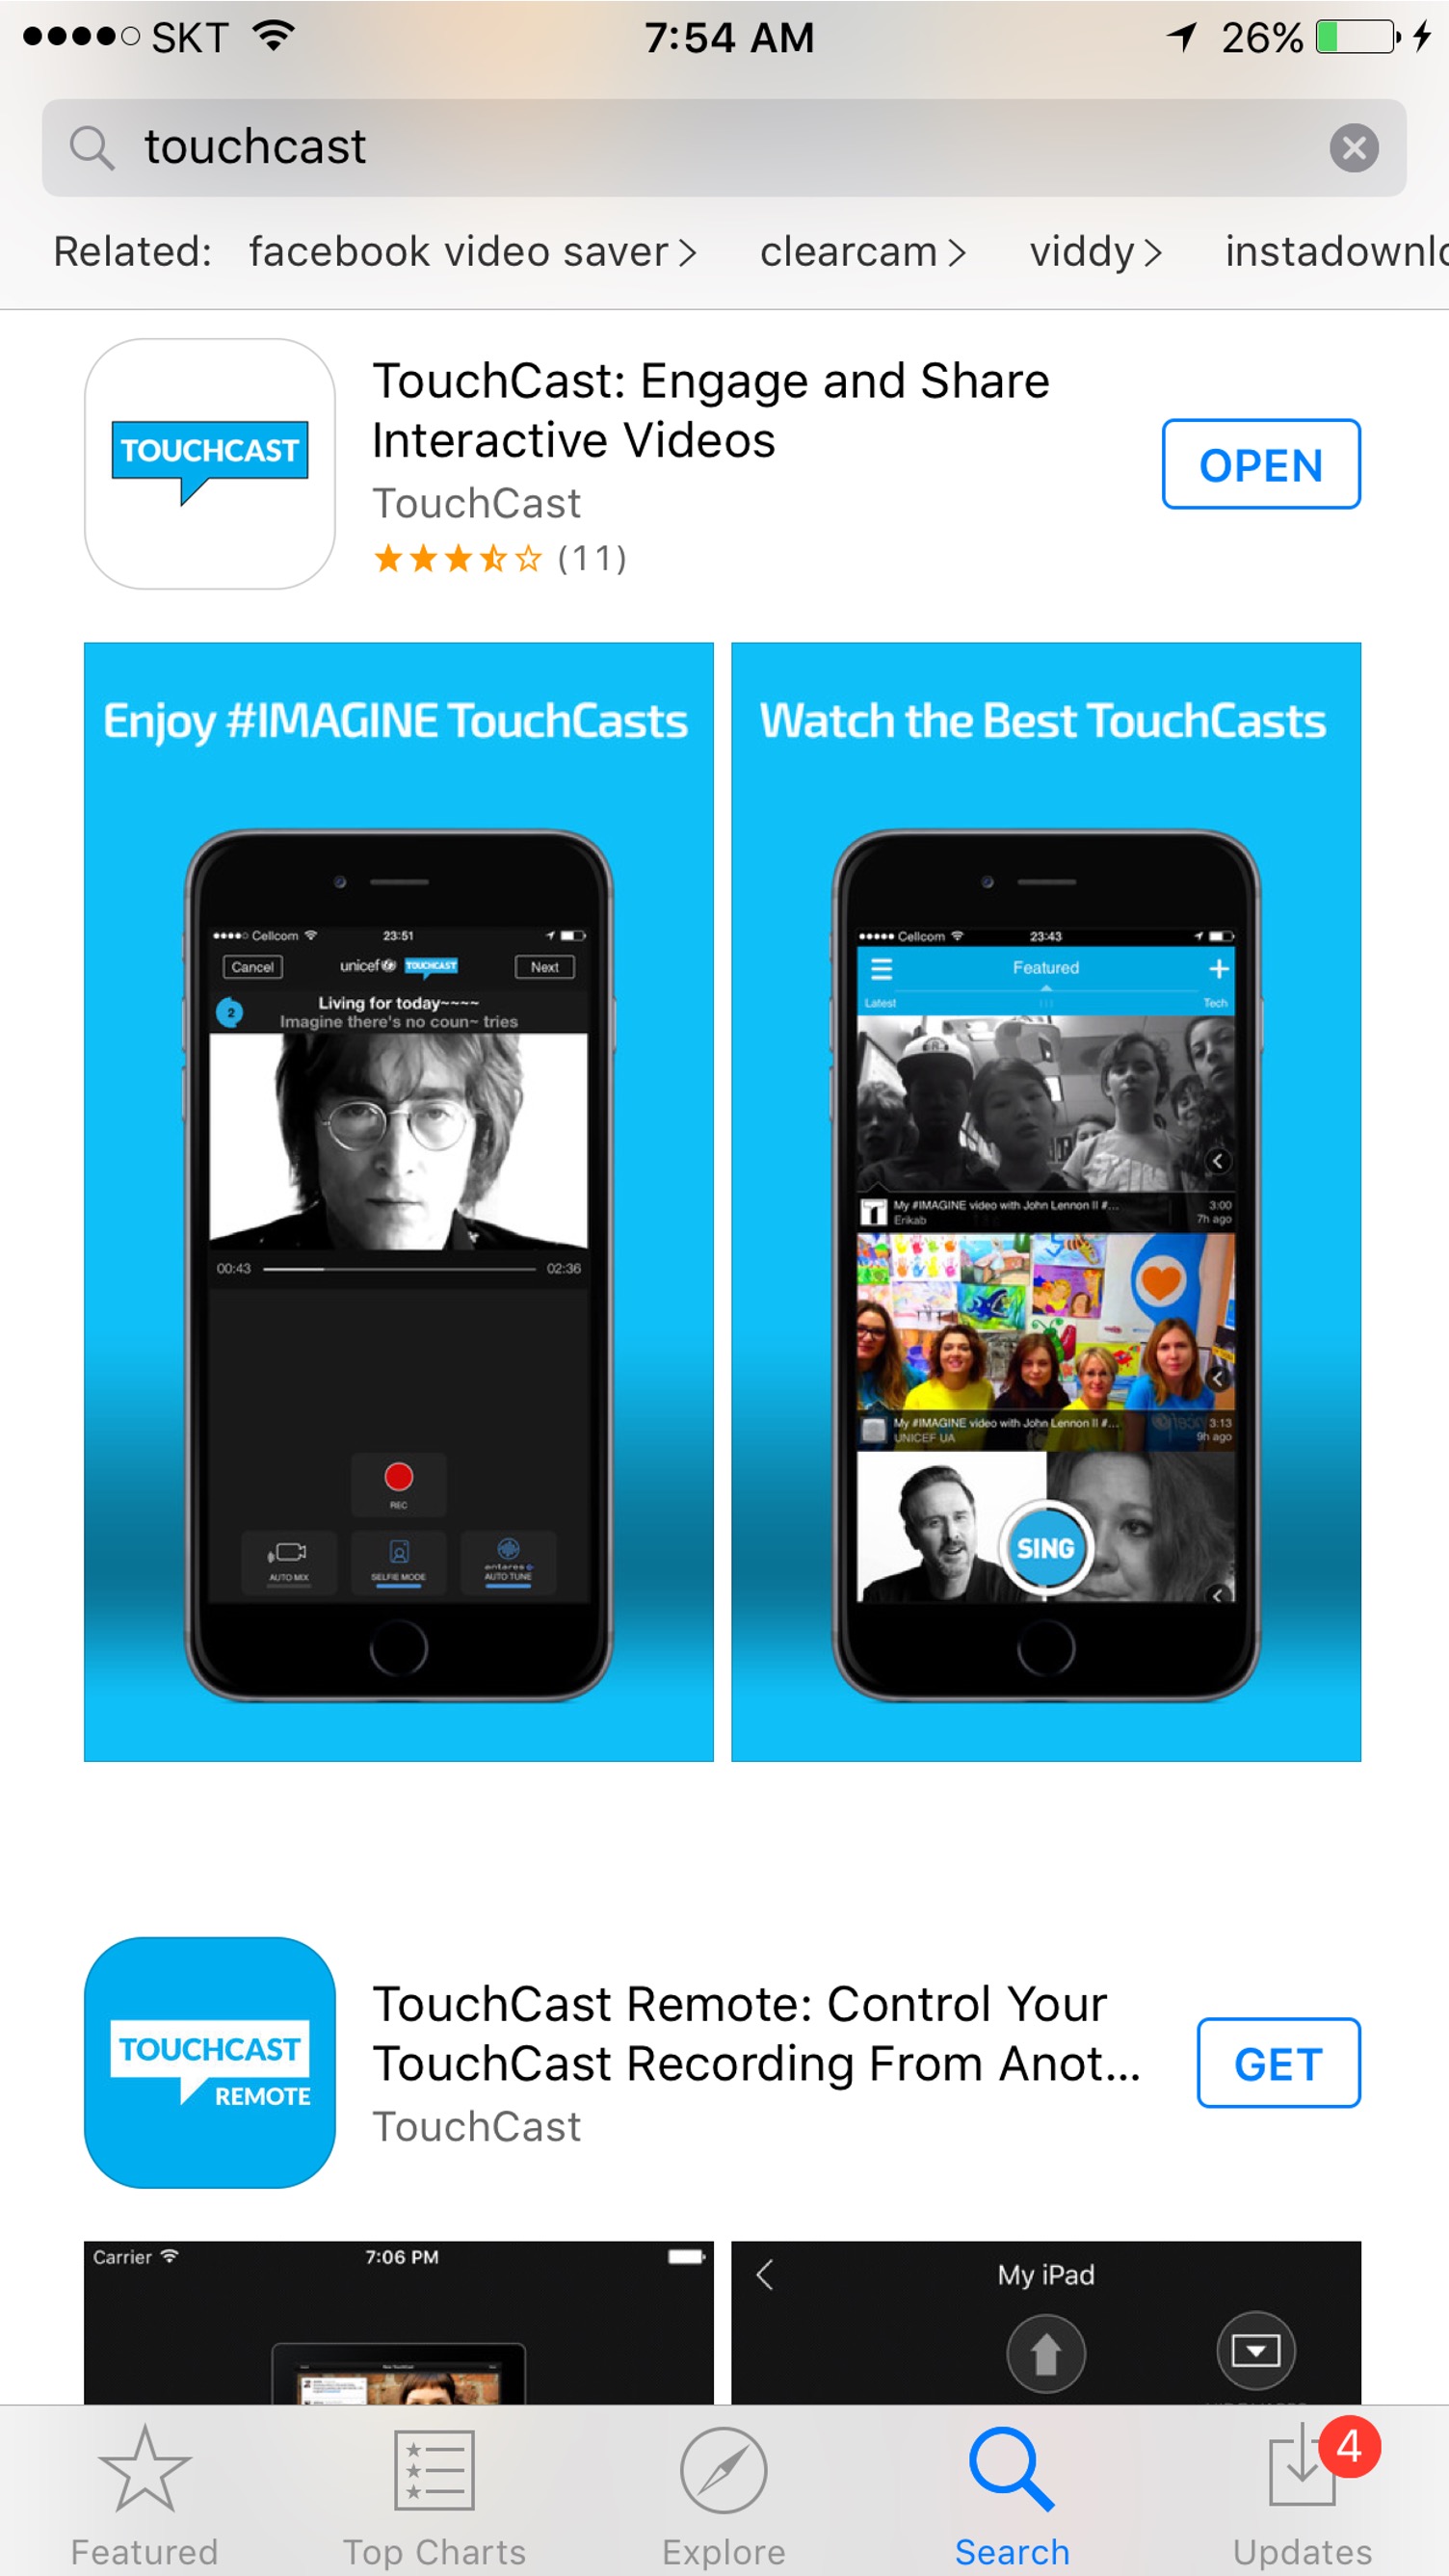 SKT 7:54 AM 26%
touchcast
Related: facebook video saver > clearcam > viddy > instadownlo
TOUCHCAST
TouchCast: Engage and Share
Interactive Videos
TouchCast
(11)
OPEN
Enjoy #IMAGINE TouchCasts
Cellcom 23:51
Cancel unicef TOUCHCAST Next
2
Living for today~~~~
Imagine there's no coun~ tries
00:43 02:36
REC
AUTO MIX SELFIE MODE antares AUTO TUNE
Watch the Best TouchCasts
Cellcom 23:43
Featured +
Latest Tech
My #IMAGINE video with John Lennon II #... 3:00
Erikab 7h ago
My #IMAGINE video with John Lennon II #... 3:13
UNICEF UA 9h ago
SING
TOUCHCAST
REMOTE
TouchCast Remote: Control Your
TouchCast Recording From Anot...
TouchCast
GET
Carrier 7:06 PM
My iPad
4
Featured Top Charts Explore Search Updates